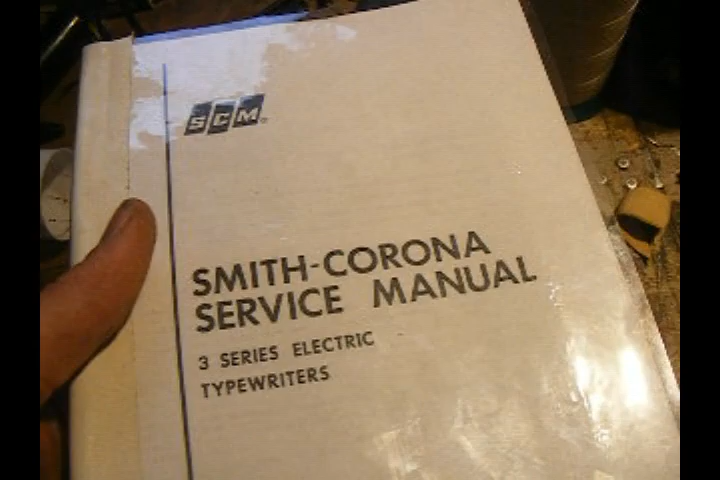 SCM®
SMITH-CORONA
SERVICE MANUAL
3 SERIES ELECTRIC
TYPEWRITERS